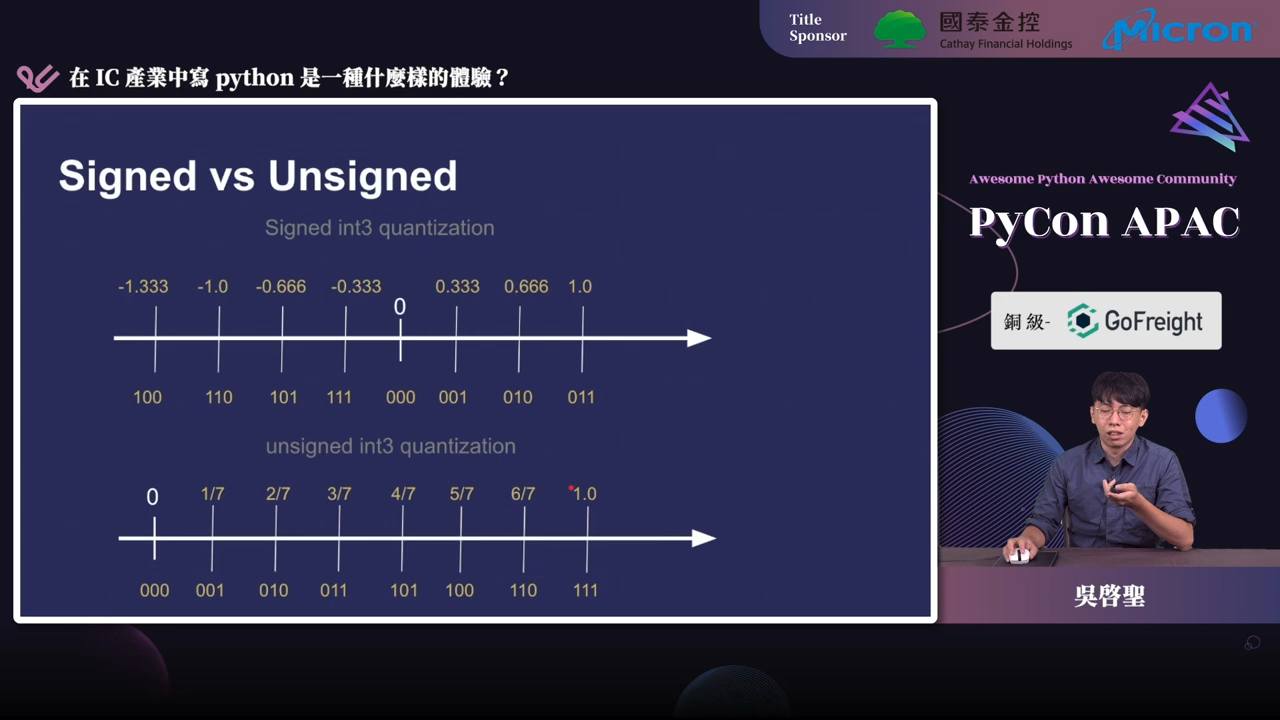 Title
Sponsor
國泰金控
Cathay Financial Holdings
Micron
在 IC 產業中寫 python 是一種什麼樣的體驗？
Signed vs Unsigned
Signed int3 quantization
-1.333 -1.0 -0.666 -0.333 0 0.333 0.666 1.0
100 110 101 111 000 001 010 011
unsigned int3 quantization
0 1/7 2/7 3/7 4/7 5/7 6/7 1.0
000 001 010 011 101 100 110 111
Awesome Python Awesome Community
PyCon APAC
銅級- GoFreight
吳啓聖